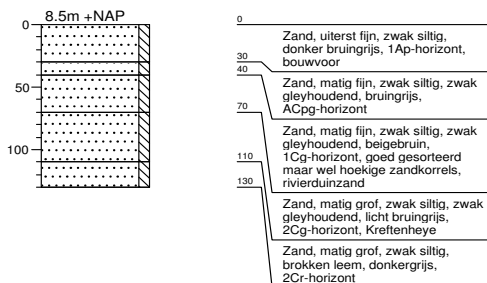 8.5m +NAP
0
50
100
0
Zand, uiterst fijn, zwak siltig,
donker bruingrijs, 1Ap-horizont,
bouwvoor
30
40
Zand, matig fijn, zwak siltig, zwak
gleyhoudend, bruingrijs,
ACpg-horizont
70
Zand, matig fijn, zwak siltig, zwak
gleyhoudend, beigebruin,
1Cg-horizont, goed gesorteerd
maar wel hoekige zandkorrels,
rivierduinzand
110
Zand, matig grof, zwak siltig, zwak
gleyhoudend, licht bruingrijs,
2Cg-horizont, Kreftenheye
130
Zand, matig grof, zwak siltig,
brokken leem, donkergrijs,
2Cr-horizont